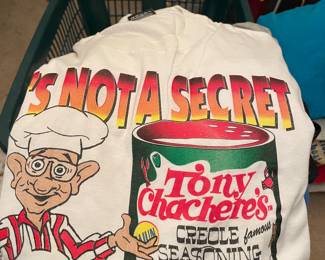 'S NOT A SECRET
Tony
Chachere's
CREOLE famous
SEASONING